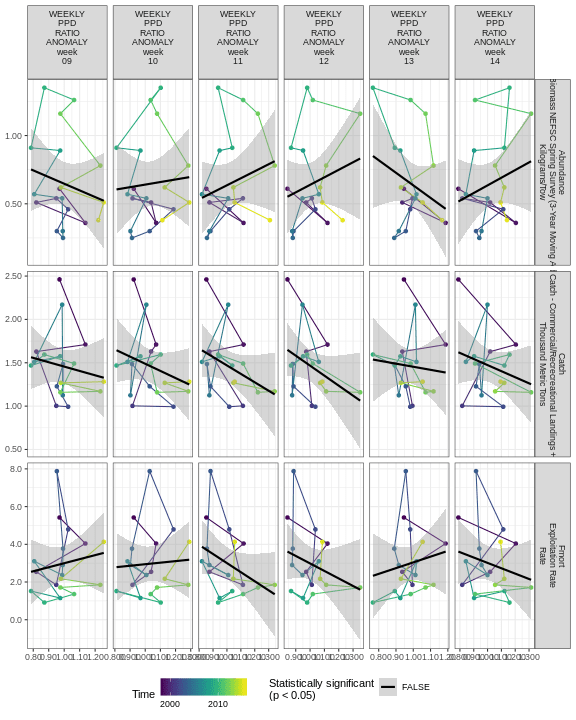 WEEKLY
PPD
RATIO
ANOMALY
week
09
WEEKLY
PPD
RATIO
ANOMALY
week
10
WEEKLY
PPD
RATIO
ANOMALY
week
11
WEEKLY
PPD
RATIO
ANOMALY
week
12
WEEKLY
PPD
RATIO
ANOMALY
week
13
WEEKLY
PPD
RATIO
ANOMALY
week
14
1.00
0.50
Abundance
Biomass NEFSC Spring Survey (3-Year Moving
Kilograms/Tow
2.50
2.00
1.50
1.00
0.50
Catch
Catch - Commercial/Recreational Landings +
Thousand Metric Tons
8.0
6.0
4.0
2.0
0.0
Fmort
Exploitation Rate
Rate
Time
2000
2010
Statistically significant
(p < 0.05)
FALSE